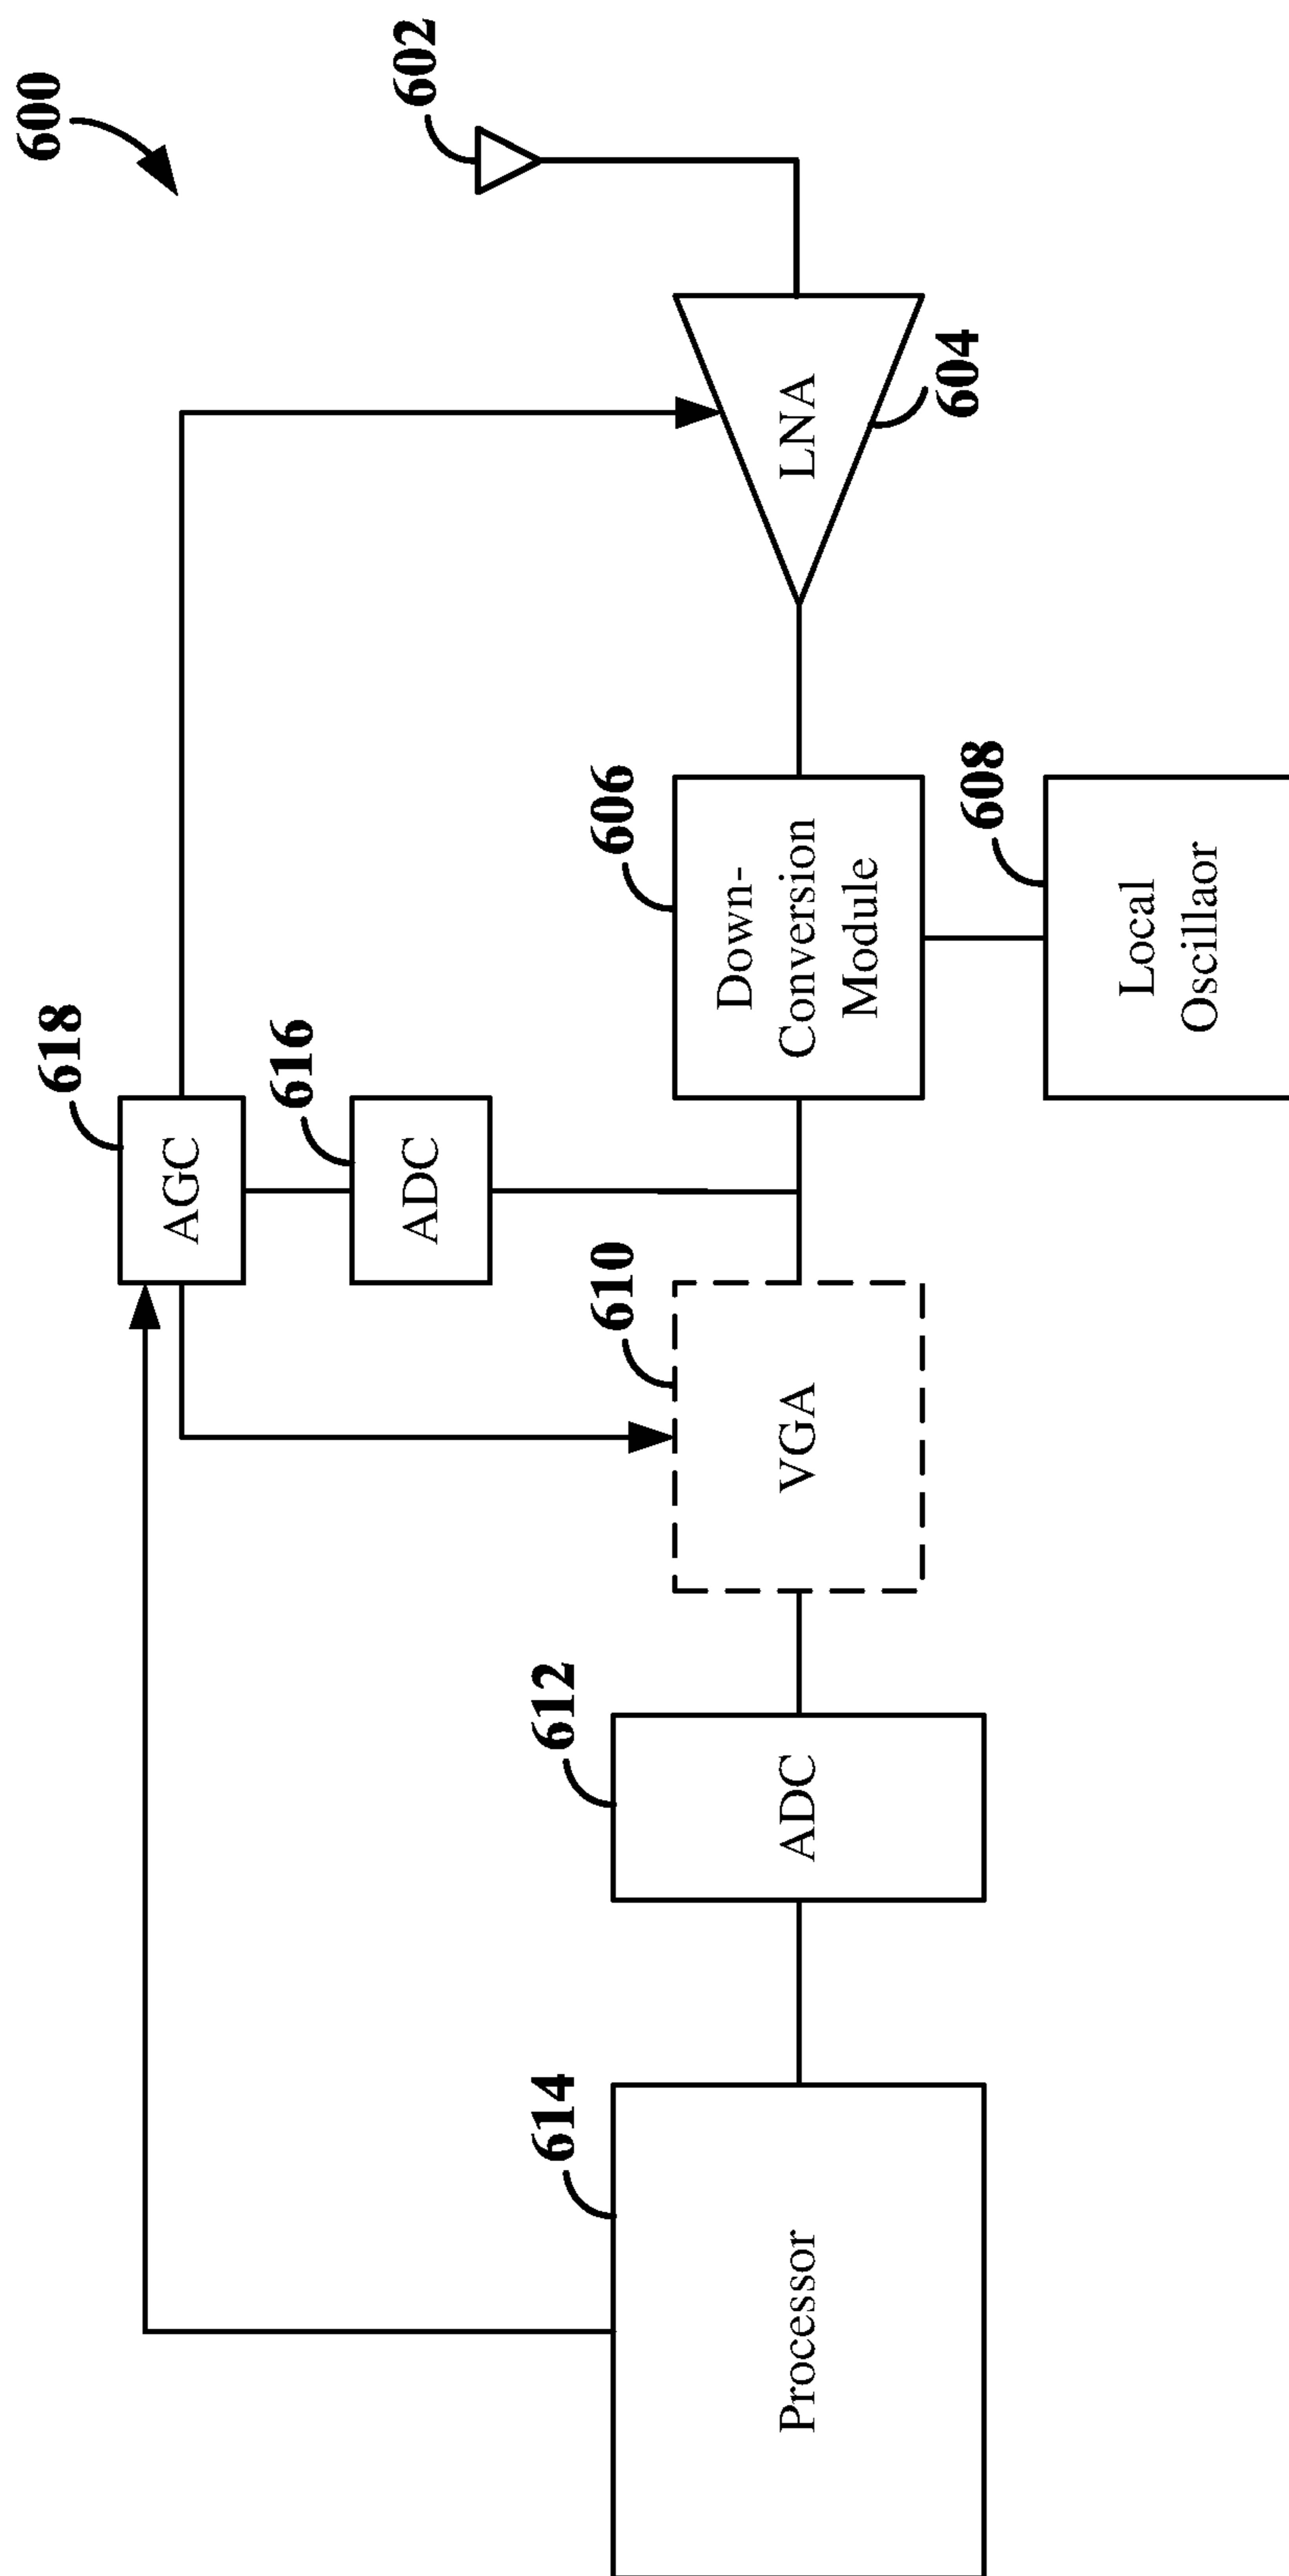 600
602
618
AGC
616
ADC
614
Processor
612
ADC
610
VGA
606
Down-
Conversion
Module
LNA
604
608
Local
Oscillaor